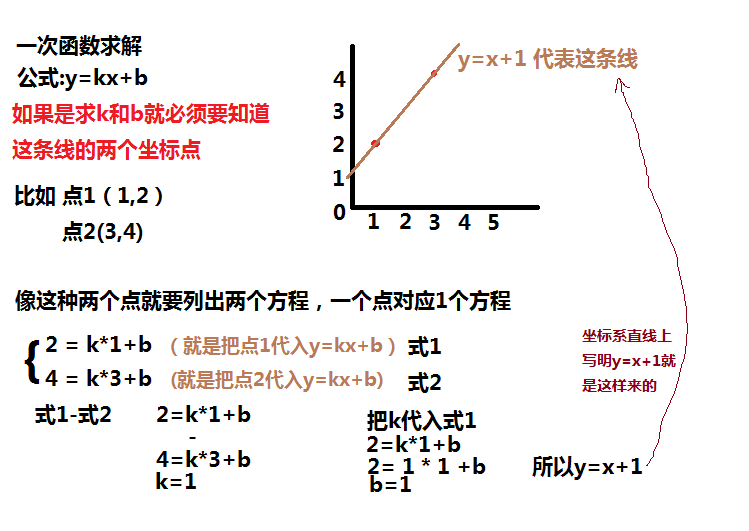 一次函数求解
公式:y=kx+b
如果是求k和b就必须要知道
这条线的两个坐标点
比如 点1（1,2）
点2(3,4)
y=x+1 代表这条线
4
3
2
1
0
1 2 3 4 5
像这种两个点就要列出两个方程，一个点对应1个方程
{ 2 = k*1+b （就是把点1代入y=kx+b） 式1
4 = k*3+b (就是把点2代入y=kx+b) 式2
式1-式2
2=k*1+b
-
4=k*3+b
k=1
把k代入式1
2=k*1+b
2= 1 * 1 +b
b=1
所以y=x+1
坐标系直线上
写明y=x+1就
是这样来的